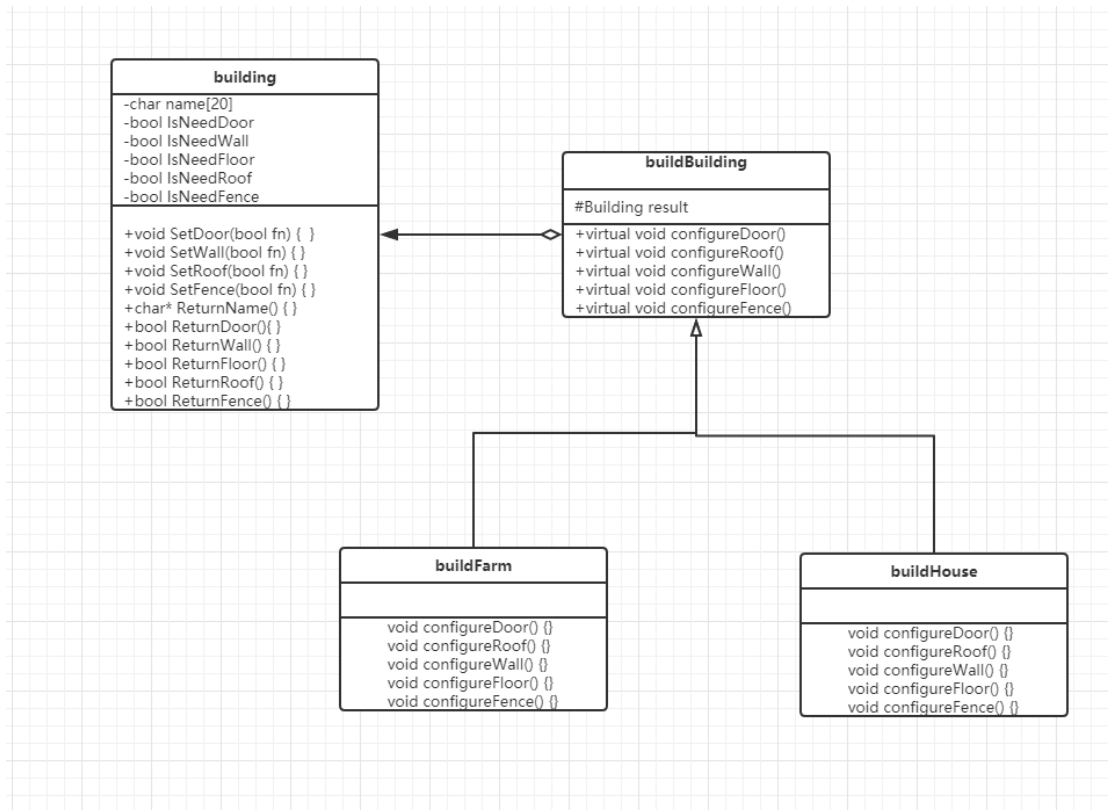 building
-char name[20]
-bool IsNeedDoor
-bool IsNeedWall
-bool IsNeedFloor
-bool IsNeedRoof
-bool IsNeedFence
+void SetDoor(bool fn) {  }
+void SetWall(bool fn) { }
+void SetRoof(bool fn) { }
+void SetFence(bool fn) { }
+char* ReturnName() { }
+bool ReturnDoor(){ }
+bool ReturnWall() { }
+bool ReturnFloor() { }
+bool ReturnRoof() { }
+bool ReturnFence() { }
buildBuilding
#Building result
+virtual void configureDoor()
+virtual void configureRoof()
+virtual void configureWall()
+virtual void configureFloor()
+virtual void configureFence()
buildFarm
void configureDoor() {}
void configureRoof() {}
void configureWall() {}
void configureFloor() {}
void configureFence() {}
buildHouse
void configureDoor() {}
void configureRoof() {}
void configureWall() {}
void configureFloor() {}
void configureFence() {}